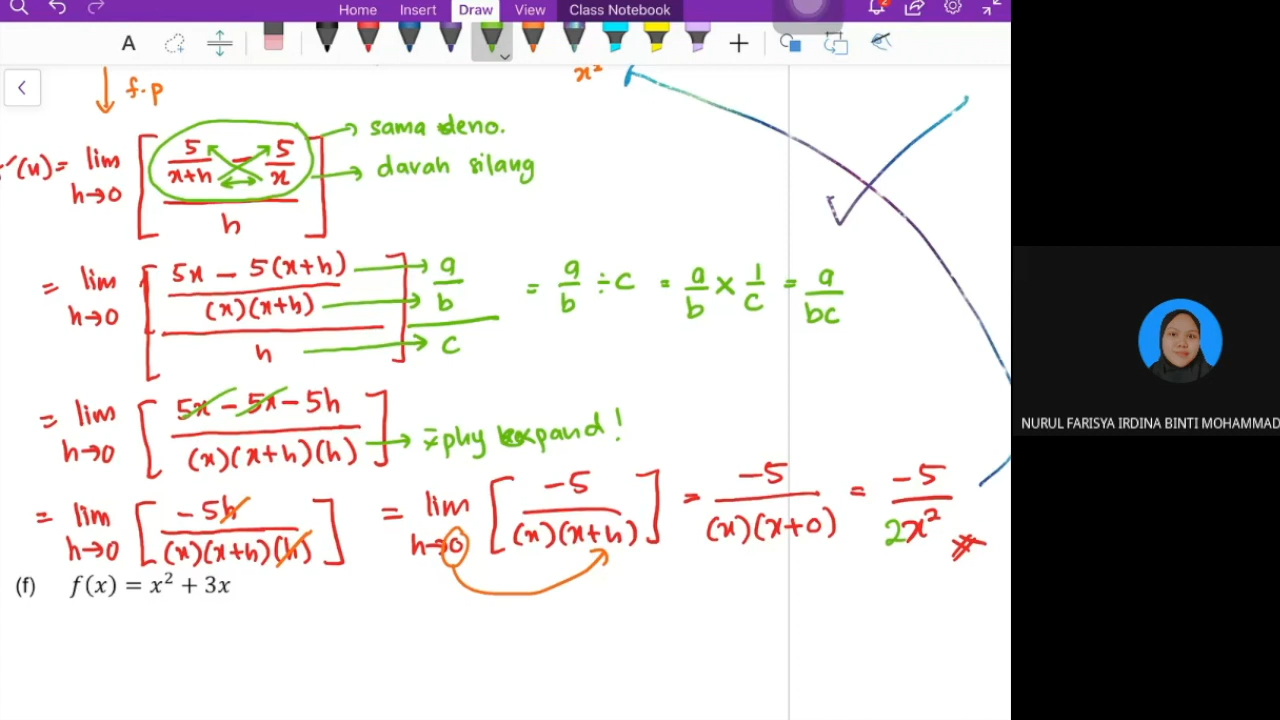 Home Insert Draw View Class Notebook
A
f.p
x²
f'(x) = lim h→0 [ (5/(x+h) - 5/x) / h ]
sama deno.
darah silang
= lim h→0 [ ((5x - 5(x+h)) / ((x)(x+h))) / h ] → a / b / c = a/b ÷ c = a/b × 1/c = a/bc
= lim h→0 [ (5x - 5x - 5h) / ((x)(x+h)(h)) ] → expand!
= lim h→0 [ -5h / ((x)(x+h)(h)) ] = lim h→0 [ -5 / ((x)(x+h)) ] = -5 / ((x)(x+0)) = -5 / 2x²
(f) f(x) = x² + 3x
NURUL FARISYA IRDINA BINTI MOHAMMAD